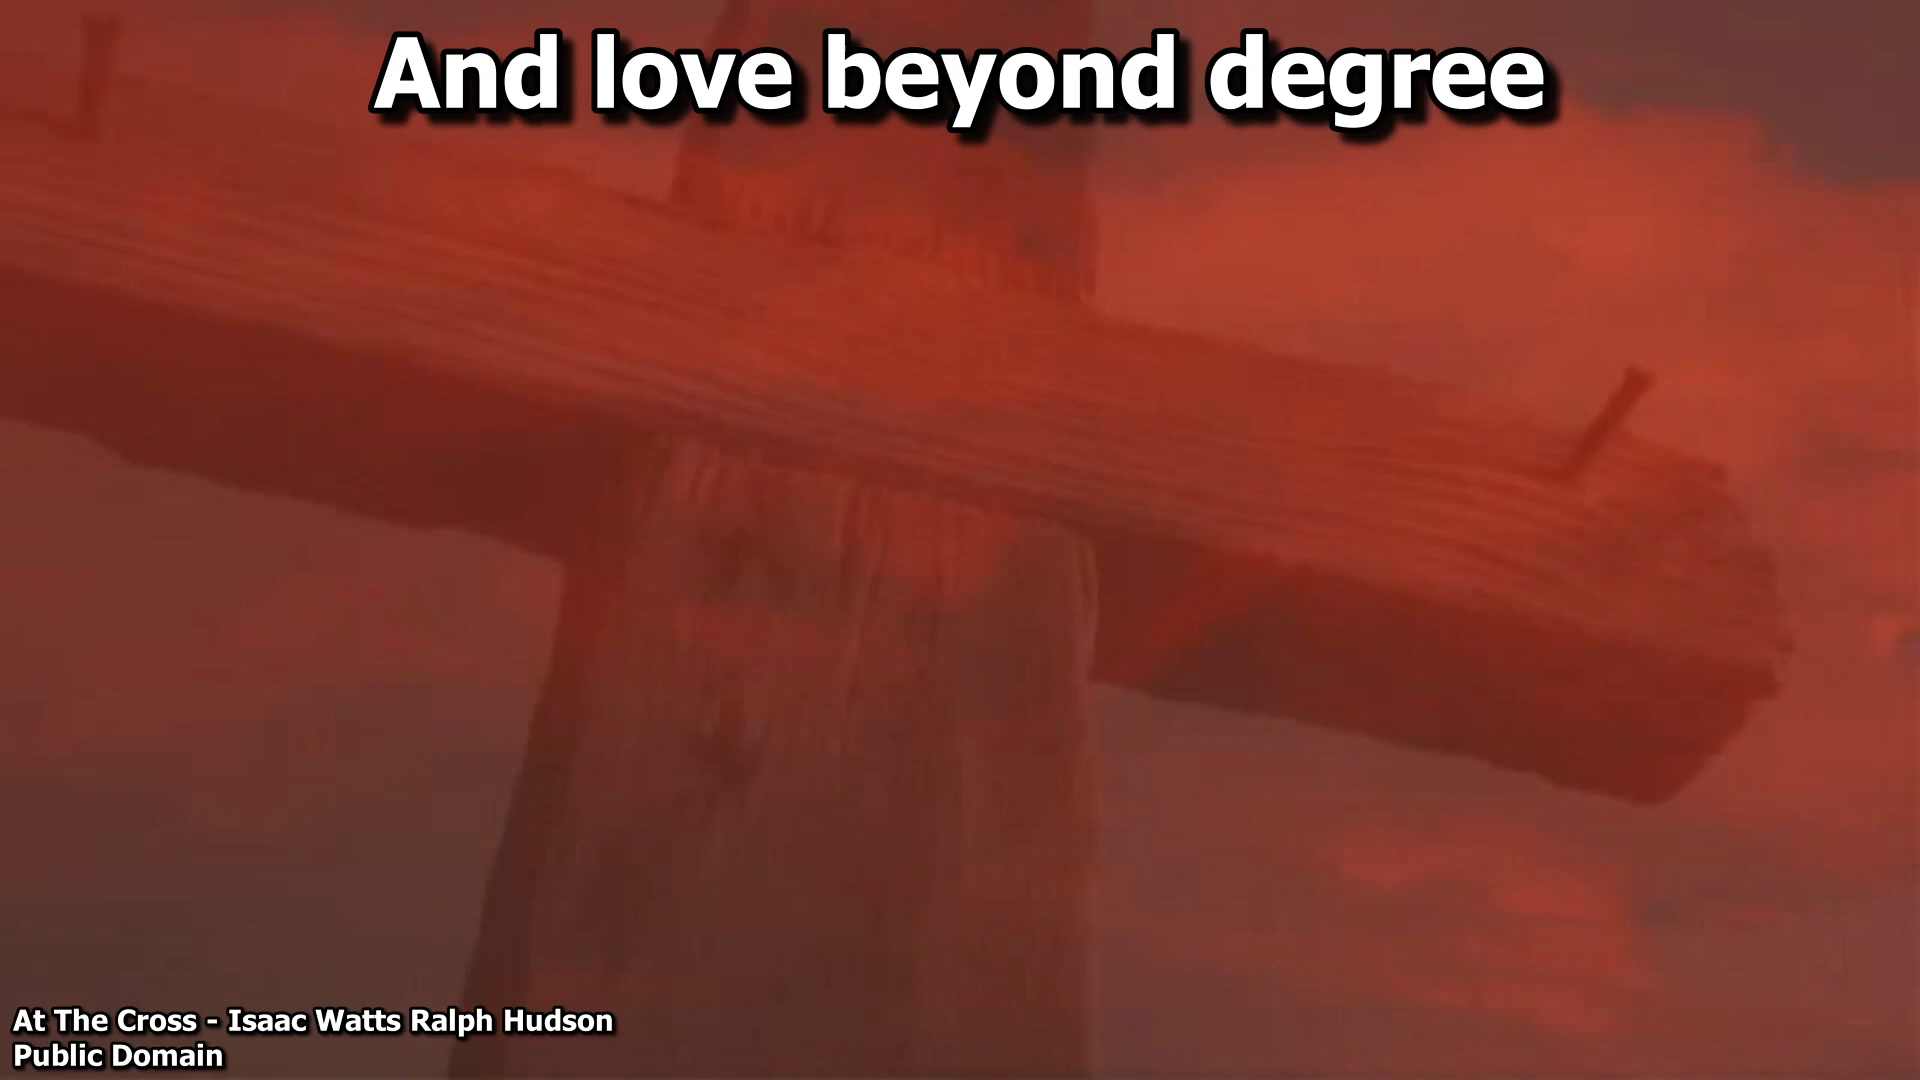 And love beyond degree
At The Cross - Isaac Watts Ralph Hudson
Public Domain